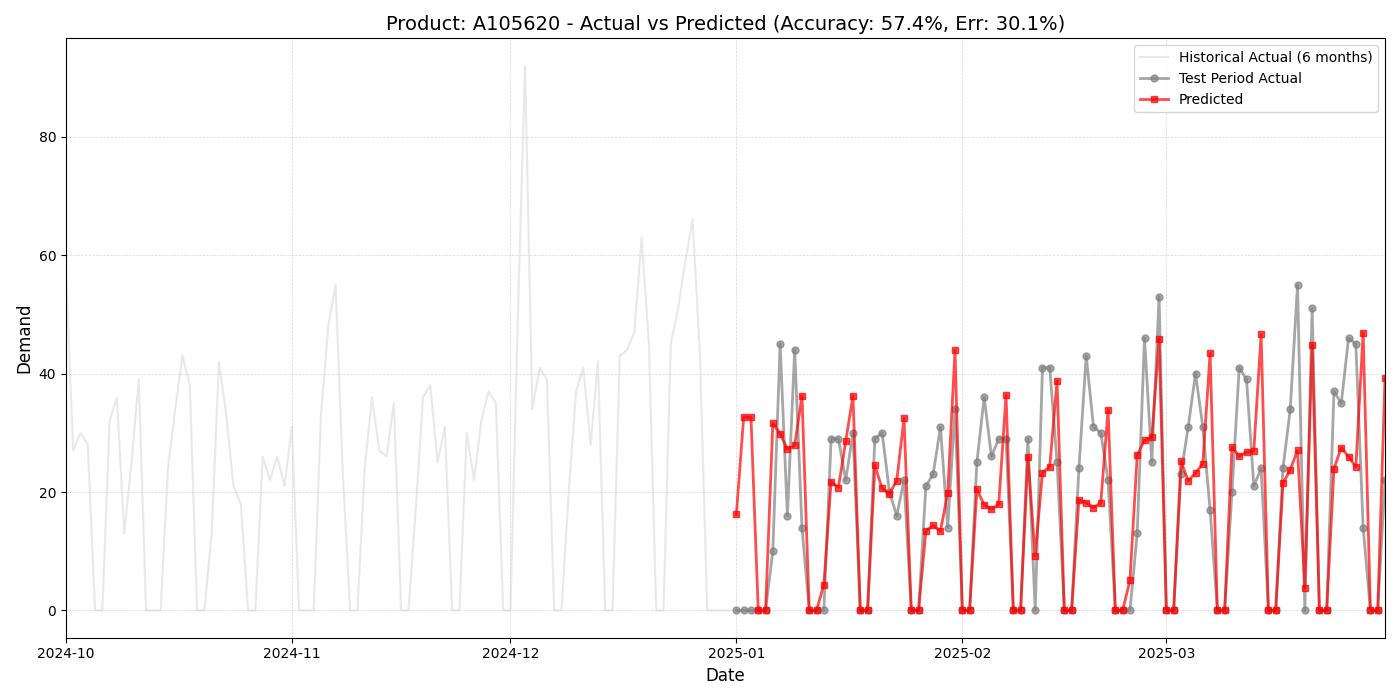 Product: A105620 - Actual vs Predicted (Accuracy: 57.4%, Err: 30.1%)
Historical Actual (6 months)
Test Period Actual
Predicted
Demand
80
60
40
20
0
2024-10 2024-11 2024-12 2025-01 2025-02 2025-03
Date